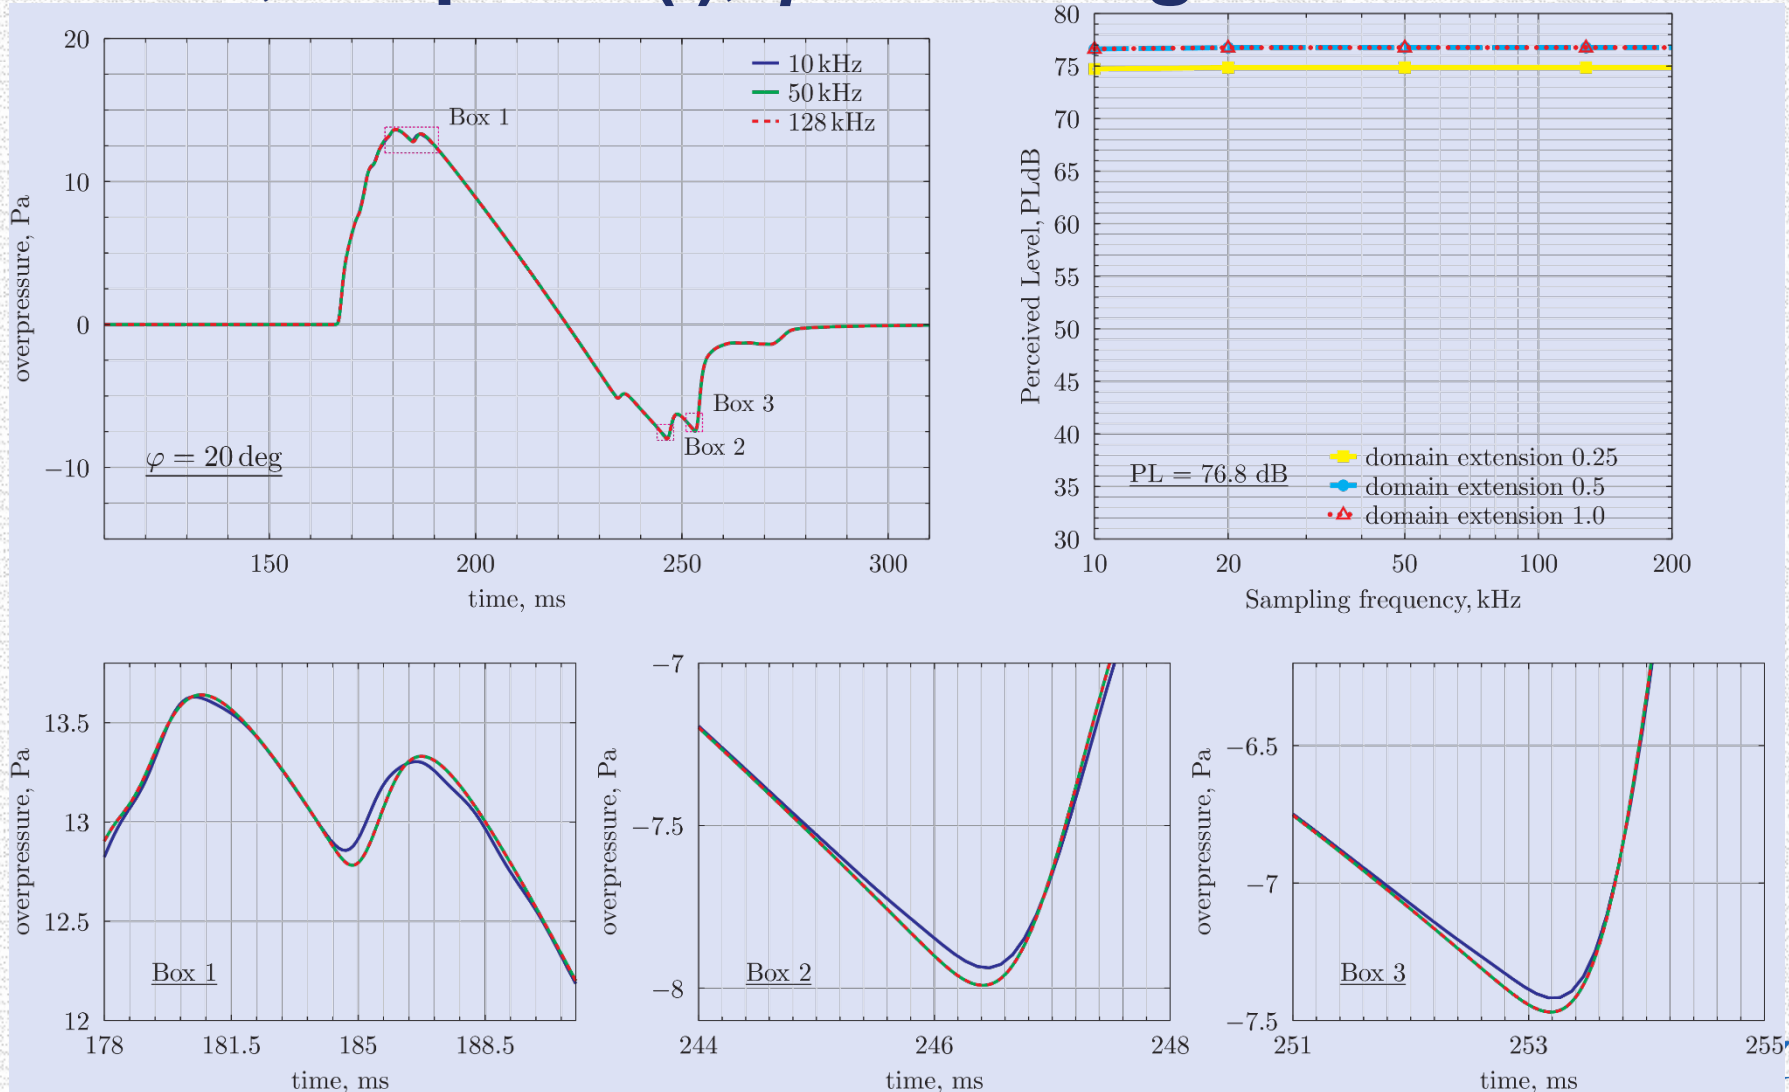 20
10
0
−10
overpressure, Pa
10 kHz
50 kHz
128 kHz
Box 1
Box 3
Box 2
φ = 20 deg
150 200 250 300
time, ms
80
75
70
65
60
55
50
45
40
35
30
Perceived Level, PLdB
PL = 76.8 dB
domain extension 0.25
domain extension 0.5
domain extension 1.0
10 20 50 100 200
Sampling frequency, kHz
13.5
13
12.5
12
overpressure, Pa
Box 1
178 181.5 185 188.5
time, ms
−7
−7.5
−8
overpressure, Pa
Box 2
244 246 248
time, ms
−6.5
−7
−7.5
overpressure, Pa
Box 3
251 253 255
time, ms